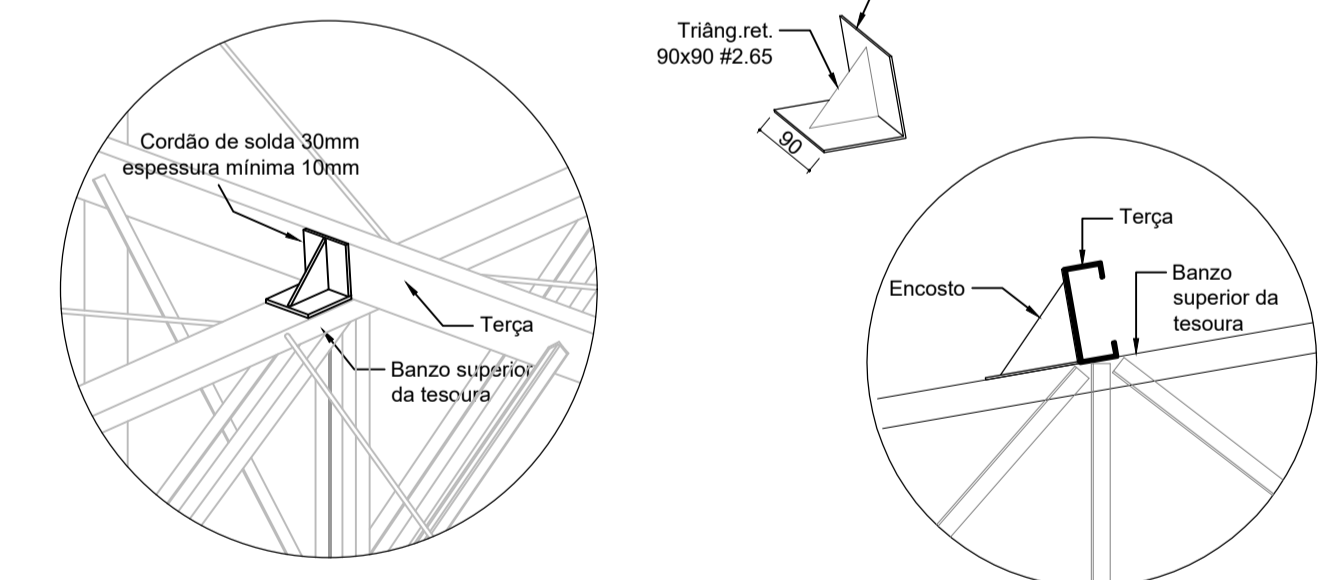 Triâng.ret.
90x90 #2.65
90
Cordão de solda 30mm
espessura mínima 10mm
Terça
Banzo superior
da tesoura
Terça
Encosto
Banzo
superior da
tesoura